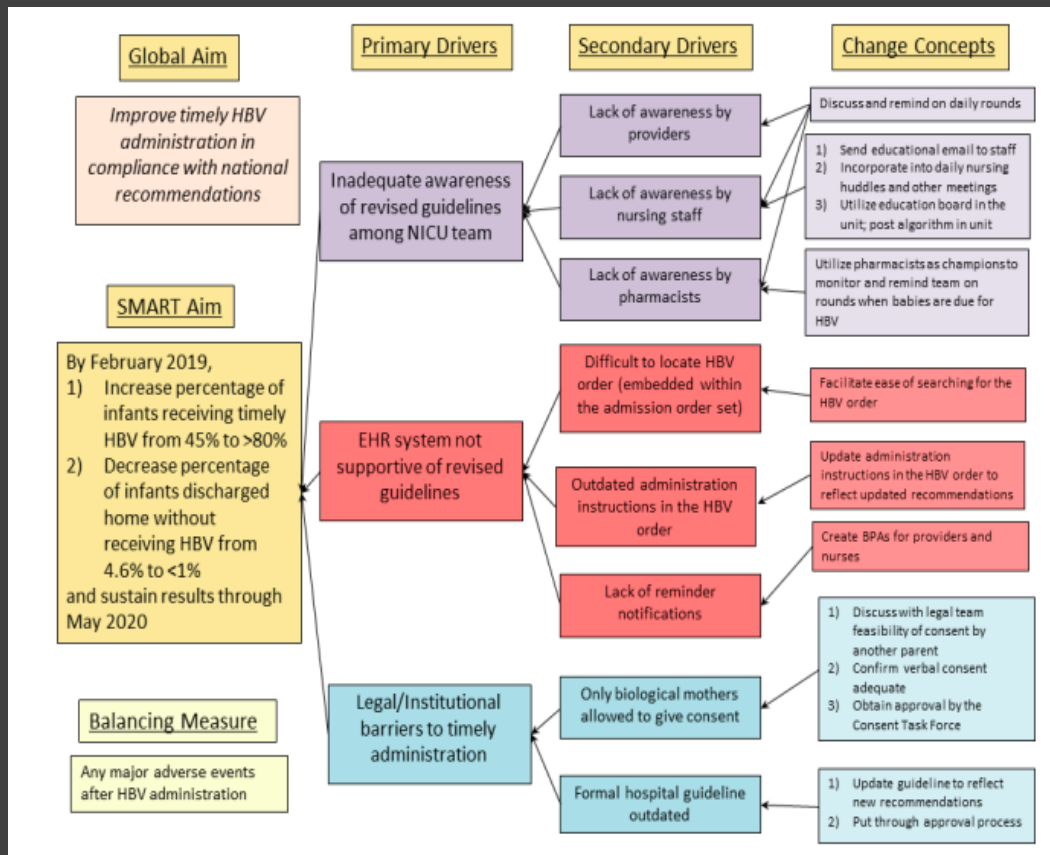 Global Aim
Improve timely HBV
administration in
compliance with national
recommendations
SMART Aim
By February 2019,
1) Increase percentage of
infants receiving timely
HBV from 45% to >80%
2) Decrease percentage
of infants discharged
home without
receiving HBV from
4.6% to <1%
and sustain results through
May 2020
Balancing Measure
Any major adverse events
after HBV administration
Primary Drivers
Inadequate awareness
of revised guidelines
among NICU team
EHR system not
supportive of revised
guidelines
Legal/Institutional
barriers to timely
administration
Secondary Drivers
Lack of awareness by
providers
Lack of awareness by
nursing staff
Lack of awareness by
pharmacists
Difficult to locate HBV
order (embedded within
the admission order set)
Outdated administration
instructions in the HBV
order
Lack of reminder
notifications
Only biological mothers
allowed to give consent
Formal hospital guideline
outdated
Change Concepts
Discuss and remind on daily rounds
1) Send educational email to staff
2) Incorporate into daily nursing
huddles and other meetings
3) Utilize education board in the
unit; post algorithm in unit
Utilize pharmacists as champions to
monitor and remind team on
rounds when babies are due for
HBV
Facilitate ease of searching for the
HBV order
Update administration
instructions in the HBV order to
reflect updated recommendations
Create BPAs for providers and
nurses
1) Discuss with legal team
feasibility of consent by
another parent
2) Confirm verbal consent
adequate
3) Obtain approval by the
Consent Task Force
1) Update guideline to reflect
new recommendations
2) Put through approval process